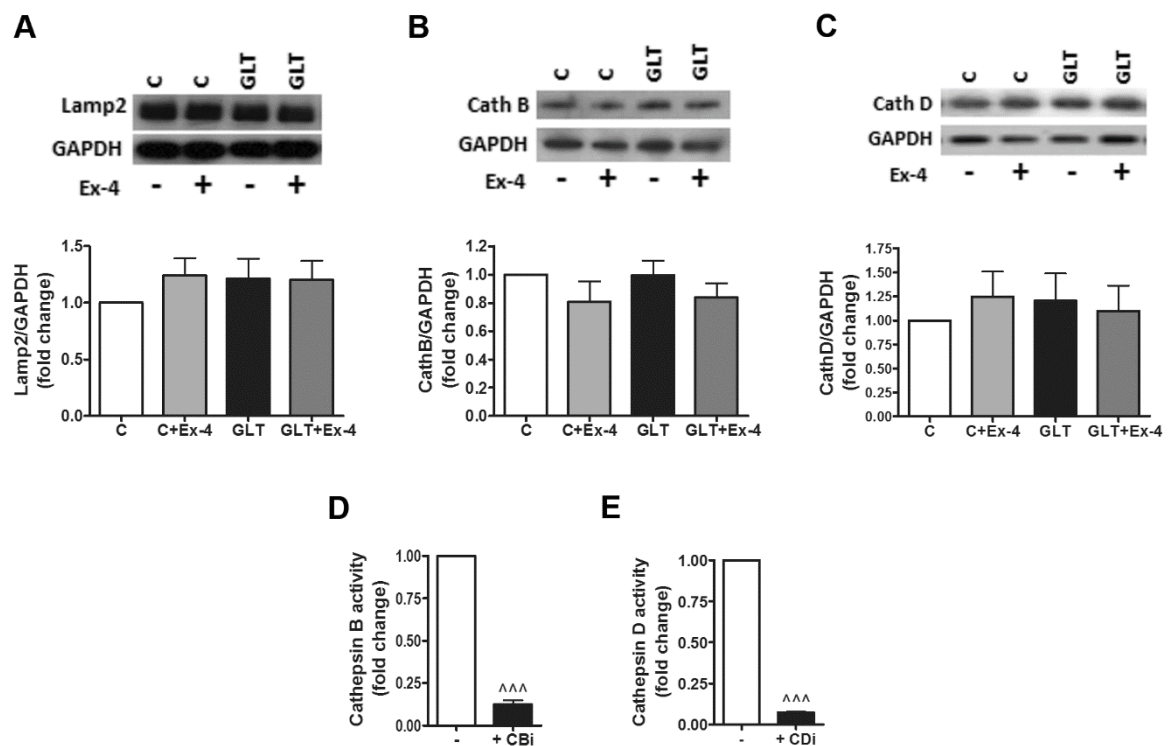 A
C C GLT GLT
Lamp2
GAPDH
Ex-4 - + - +
Lamp2/GAPDH
(fold change)
1.5
1.0
0.5
0.0
C C+Ex-4 GLT GLT+Ex-4
B
C C GLT GLT
Cath B
GAPDH
Ex-4 - + - +
CathB/GAPDH
(fold change)
1.2
1.0
0.8
0.6
0.4
0.2
0.0
C C+Ex-4 GLT GLT+Ex-4
C
C C GLT GLT
Cath D
GAPDH
Ex-4 - + - +
CathD/GAPDH
(fold change)
1.75
1.50
1.25
1.00
0.75
0.50
0.25
0.00
C C+Ex-4 GLT GLT+Ex-4
D
Cathepsin B activity
(fold change)
1.00
0.75
0.50
0.25
0.00
^^^
- + CBi
E
Cathepsin D activity
(fold change)
1.00
0.75
0.50
0.25
0.00
^^^
- + CDi